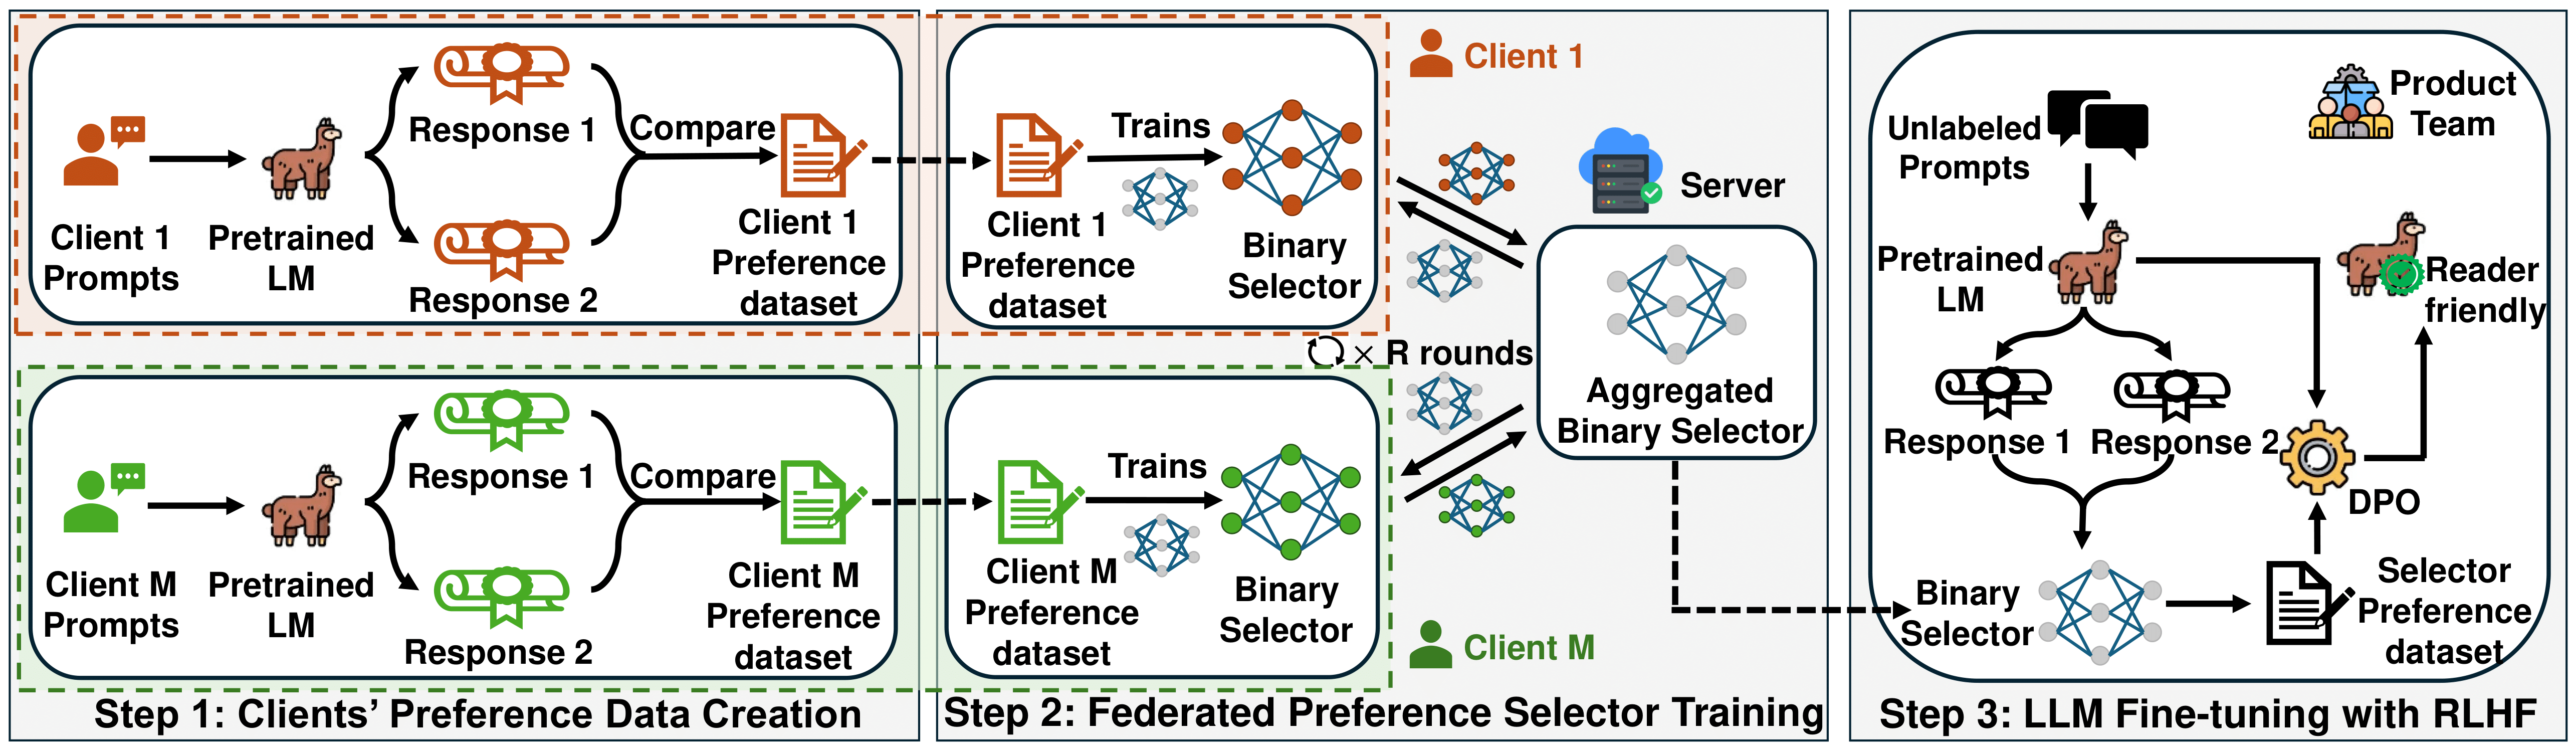 Client 1
Prompts
Pretrained
LM
Response 1
Response 2
Compare
Client 1
Preference
dataset
Client M
Prompts
Pretrained
LM
Response 1
Response 2
Compare
Client M
Preference
dataset
Step 1: Clients’ Preference Data Creation
Client 1
Preference
dataset
Trains
Binary
Selector
Client 1
Server
× R rounds
Aggregated
Binary Selector
Client M
Preference
dataset
Trains
Binary
Selector
Client M
Step 2: Federated Preference Selector Training
Product
Team
Unlabeled
Prompts
Pretrained
LM
Reader
friendly
Response 1
Response 2
DPO
Binary
Selector
Selector
Preference
dataset
Step 3: LLM Fine-tuning with RLHF